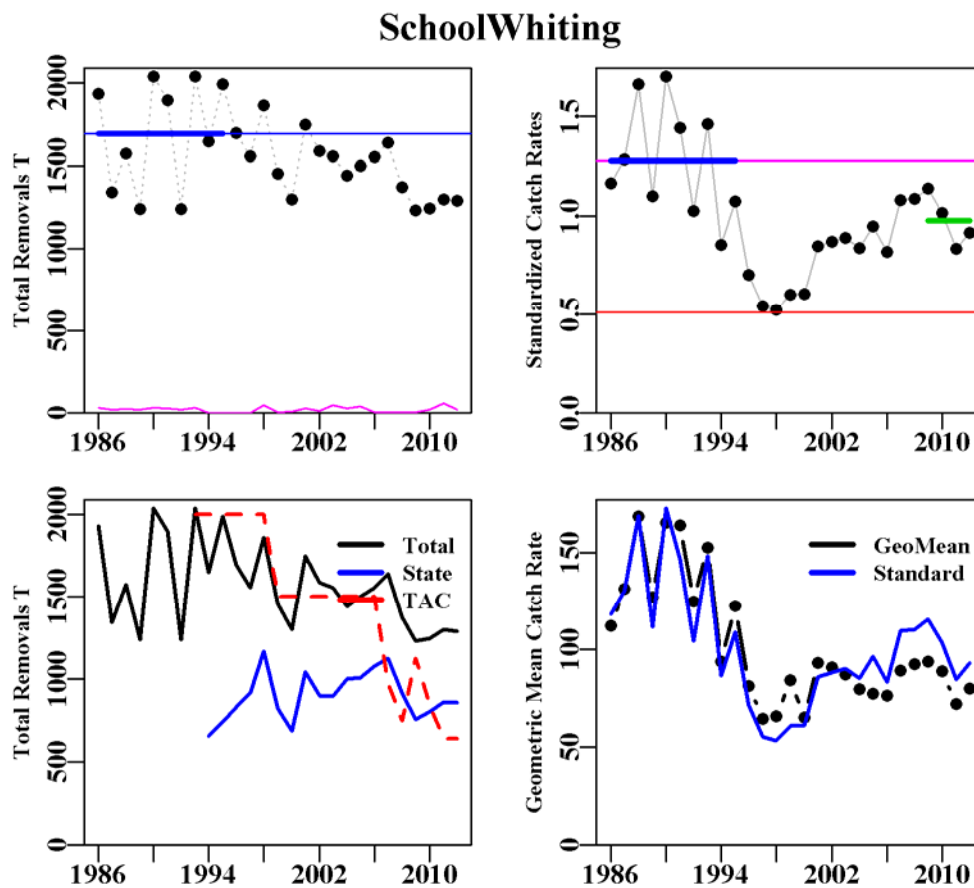 SchoolWhiting
Total Removals T
2000
1500
1000
500
0
1986 1994 2002 2010
Standardized Catch Rates
1.5
1.0
0.5
0.0
1986 1994 2002 2010
Total Removals T
2000
1500
1000
500
0
Total
State
TAC
1986 1994 2002 2010
Geometric Mean Catch Rate
150
100
50
0
GeoMean
Standard
1986 1994 2002 2010